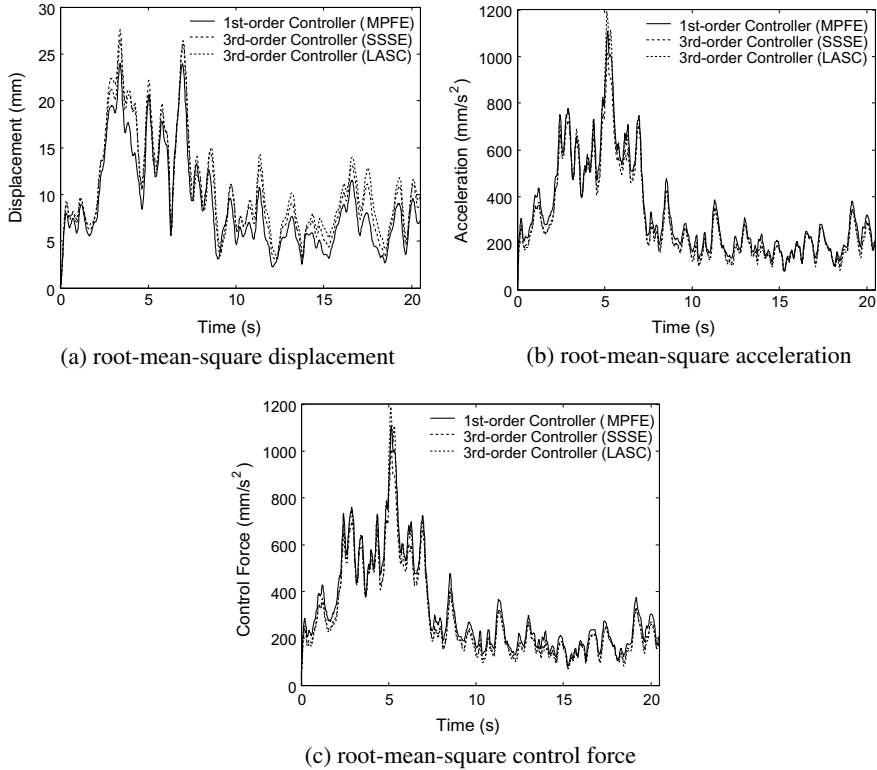 30
25
20
15
10
5
0
0
5
10
15
20
Displacement (mm)
Time (s)
1st-order Controller (MPFE)
3rd-order Controller (SSSE)
3rd-order Controller (LASC)
(a) root-mean-square displacement
1200
1000
800
600
400
200
0
0
5
10
15
20
Acceleration (mm/s²)
Time (s)
1st-order Controller (MPFE)
3rd-order Controller (SSSE)
3rd-order Controller (LASC)
(b) root-mean-square acceleration
1200
1000
800
600
400
200
0
0
5
10
15
20
Control Force (mm/s²)
Time (s)
1st-order Controller (MPFE)
3rd-order Controller (SSSE)
3rd-order Controller (LASC)
(c) root-mean-square control force